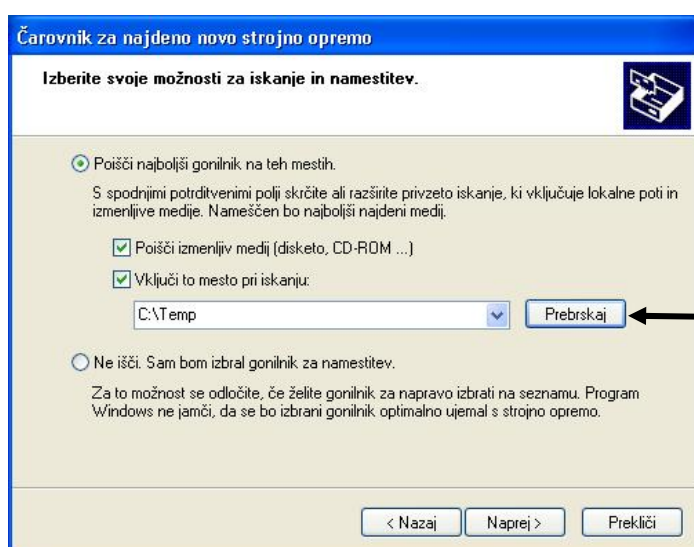 Čarovnik za najdeno novo strojno opremo
Izberite svoje možnosti za iskanje in namestitev.
Poišči najboljši gonilnik na teh mestih.
S spodnjimi potrditvenimi polji skrčite ali razširite privzeto iskanje, ki vključuje lokalne poti in
izmenljive medije. Nameščen bo najboljši najdeni medij.
Poišči izmenljiv medij (disketo, CD-ROM ...)
Vključi to mesto pri iskanju:
C:\Temp
Prebrskaj
Ne išči. Sam bom izbral gonilnik za namestitev.
Za to možnost se odločite, če želite gonilnik za napravo izbrati na seznamu. Program
Windows ne jamči, da se bo izbrani gonilnik optimalno ujemal s strojno opremo.
< Nazaj Naprej > Prekliči